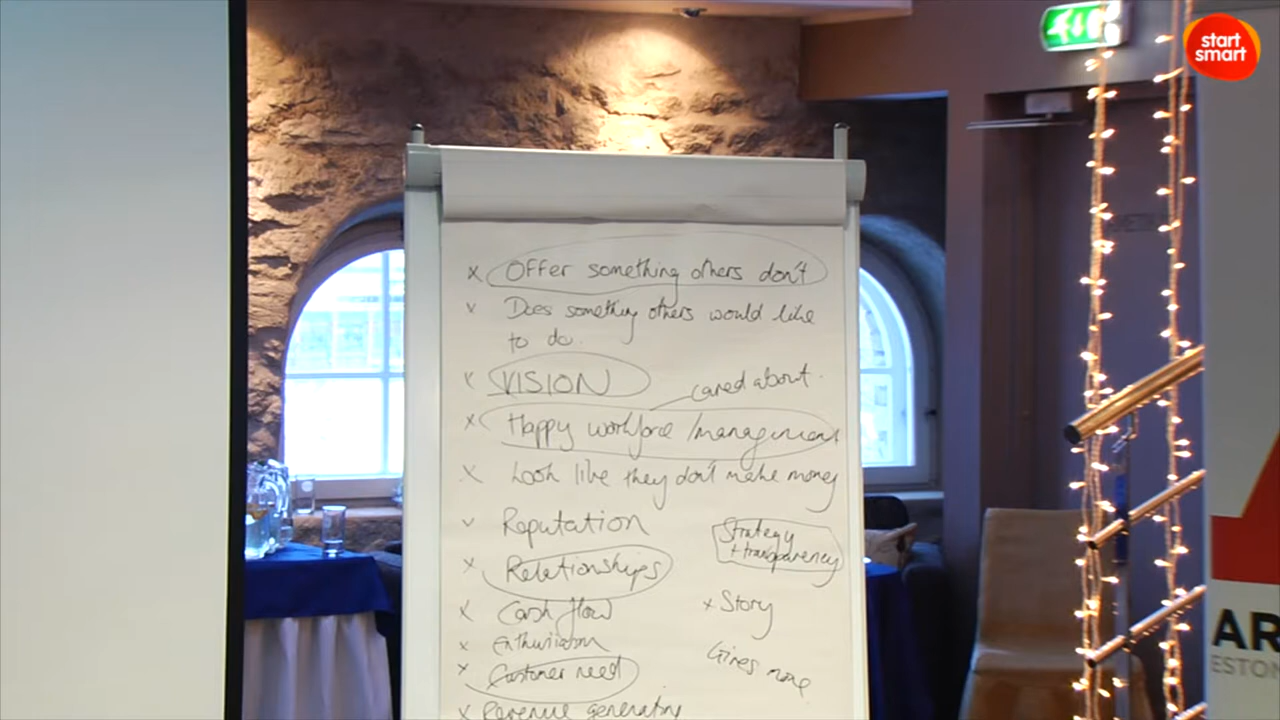 start
smart
x Offer something others don't
v Does something others would like
to do.
x VISION
cared about
x Happy workforce / management
x Look like they don't make money
v Reputation
Strategy
+ transparency
x Relationships
x Cash flow
x Story
x Enthusiasm
x Customer need
Gives more
x Revenue generating
AR
ESTON